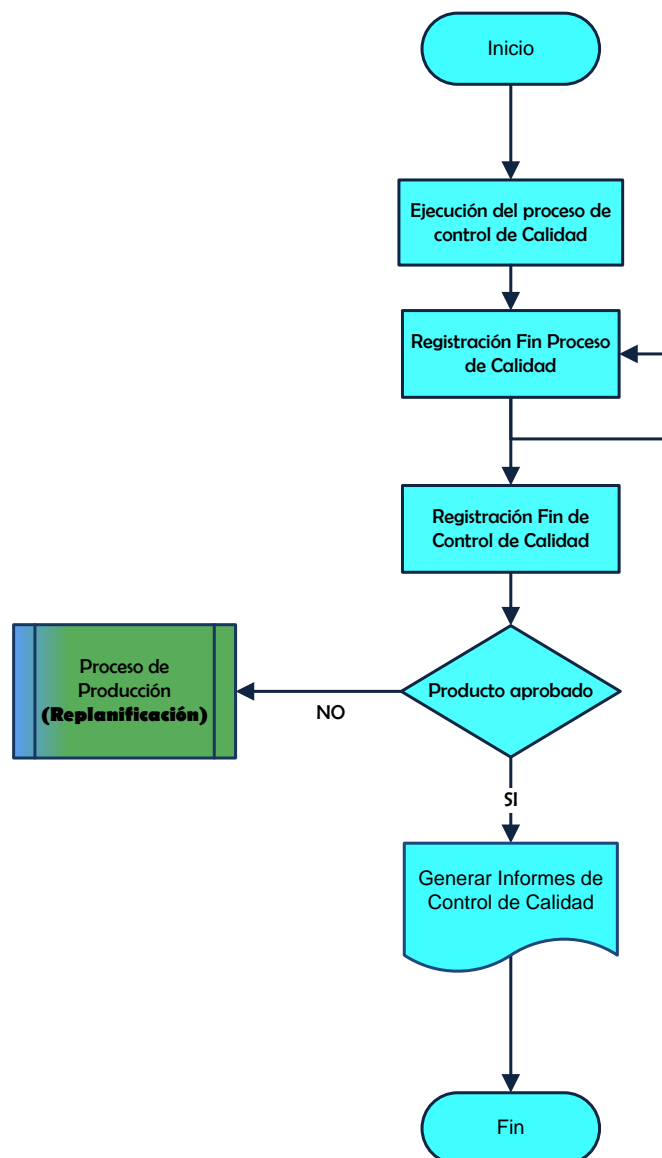 Inicio
Ejecución del proceso de
control de Calidad
Registración Fin Proceso
de Calidad
Registración Fin de
Control de Calidad
Proceso de
Producción
(Replanificación)
NO
Producto aprobado
SI
Generar Informes de
Control de Calidad
Fin